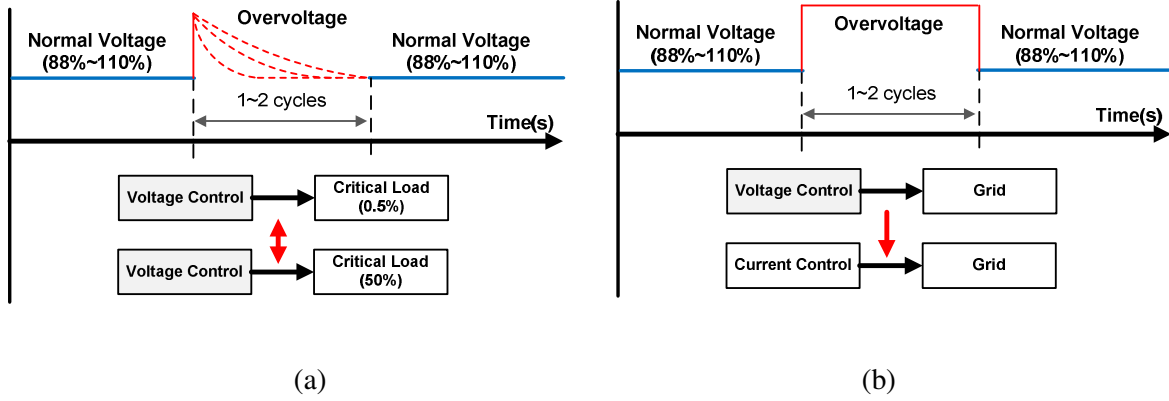 Overvoltage
Normal Voltage
(88%~110%)
Normal Voltage
(88%~110%)
1~2 cycles
Time(s)
Voltage Control
Critical Load
(0.5%)
Voltage Control
Critical Load
(50%)
(a)
Overvoltage
Normal Voltage
(88%~110%)
Normal Voltage
(88%~110%)
1~2 cycles
Time(s)
Voltage Control
Grid
Current Control
Grid
(b)